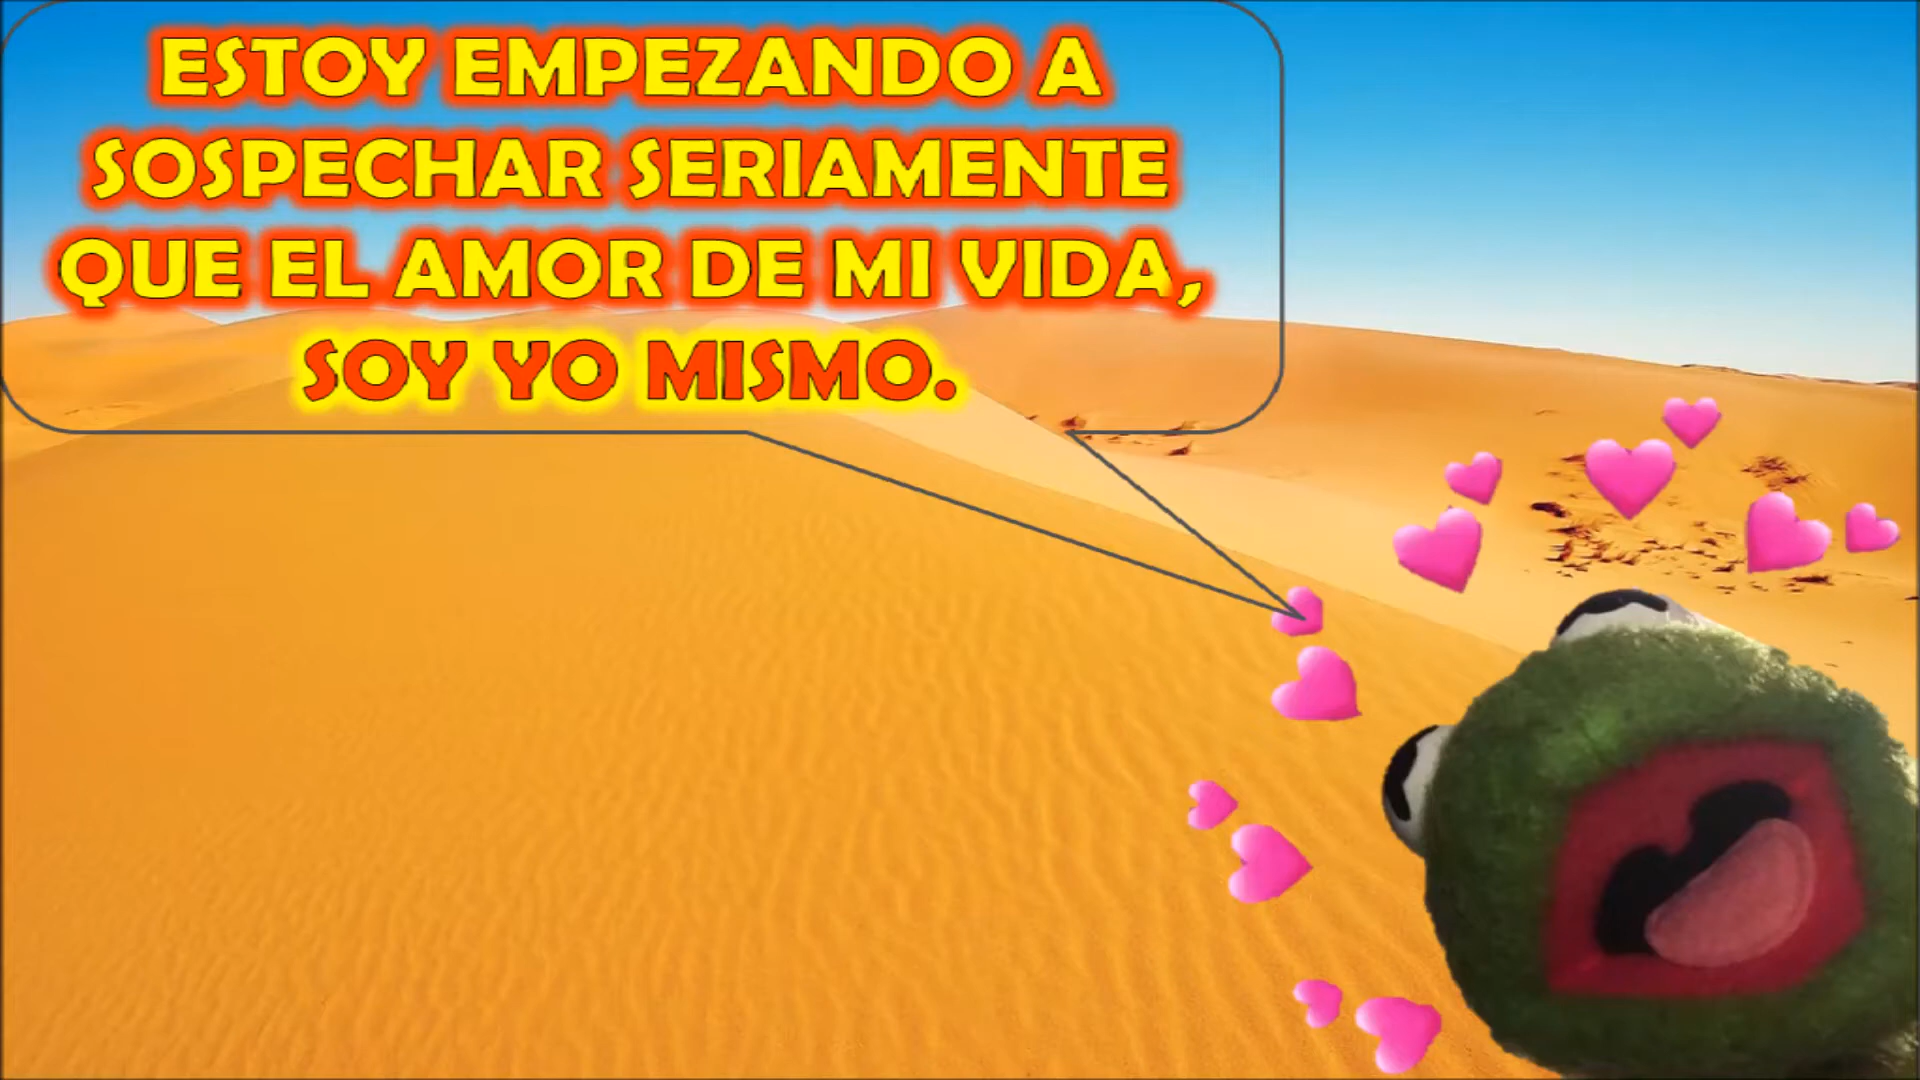 ESTOY EMPEZANDO A
SOSPECHAR SERIAMENTE
QUE EL AMOR DE MI VIDA,
SOY YO MISMO.